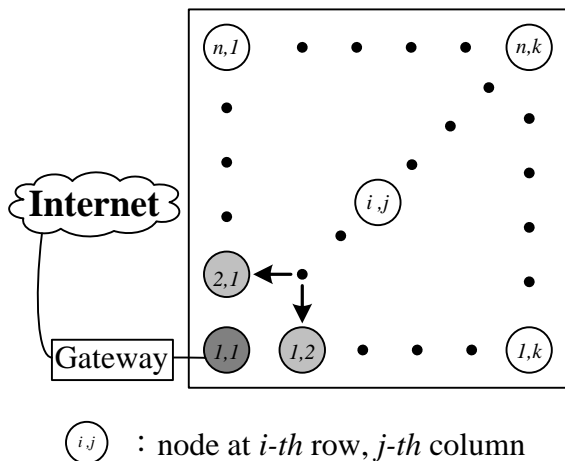 n,1
n,k
i ,j
Internet
2,1
Gateway
1,1
1,2
1,k
i,j : node at i-th row, j-th column